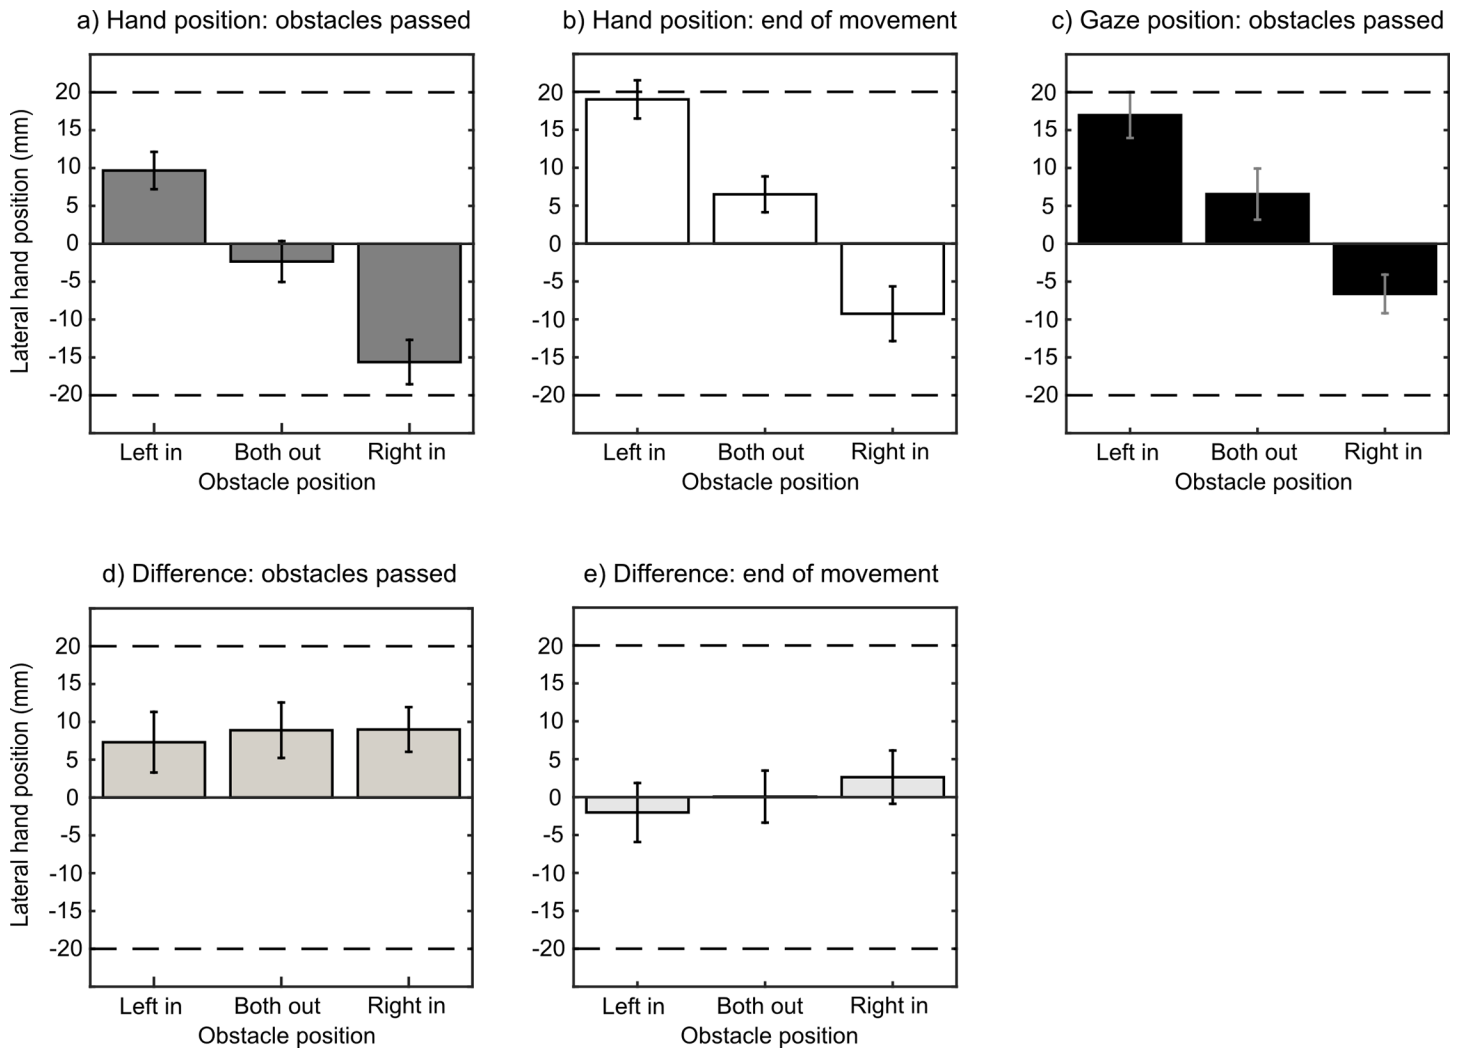 a) Hand position: obstacles passed
Lateral hand position (mm)
20
15
10
5
0
-5
-10
-15
-20
Left in Both out Right in
Obstacle position
b) Hand position: end of movement
20
15
10
5
0
-5
-10
-15
-20
Left in Both out Right in
Obstacle position
c) Gaze position: obstacles passed
20
15
10
5
0
-5
-10
-15
-20
Left in Both out Right in
Obstacle position
d) Difference: obstacles passed
Lateral hand position (mm)
20
15
10
5
0
-5
-10
-15
-20
Left in Both out Right in
Obstacle position
e) Difference: end of movement
20
15
10
5
0
-5
-10
-15
-20
Left in Both out Right in
Obstacle position